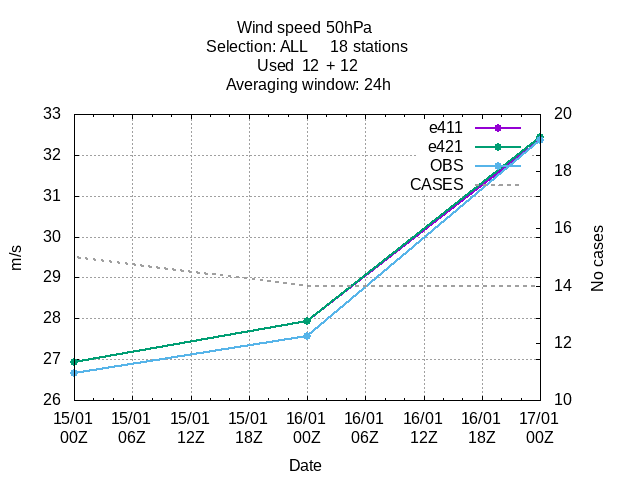 Wind speed 50hPa
Selection: ALL 18 stations
Used 12 + 12
Averaging window: 24h
33
32
31
30
29
28
27
26
m/s
20
18
16
14
12
10
No cases
e411
e421
OBS
CASES
15/01 15/01 15/01 15/01 16/01 16/01 16/01 16/01 17/01
00Z 06Z 12Z 18Z 00Z 06Z 12Z 18Z 00Z
Date